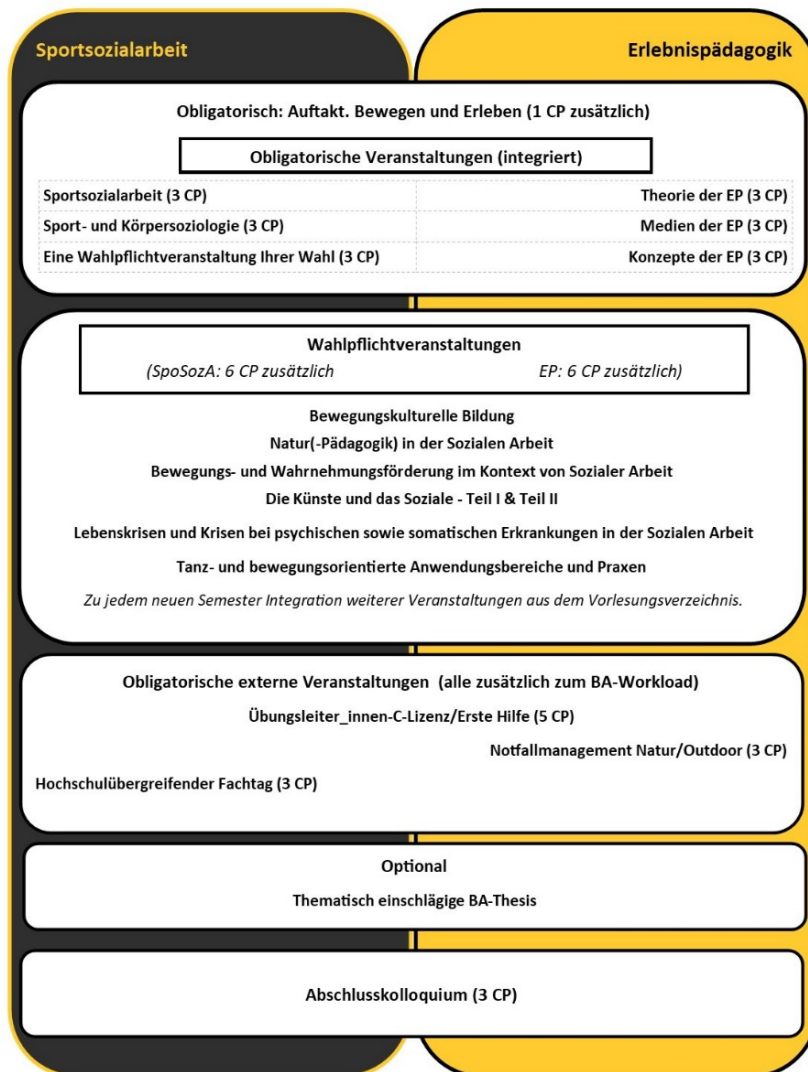 Sportsozialarbeit Erlebnispädagogik
Obligatorisch: Auftakt. Bewegen und Erleben (1 CP zusätzlich)
Obligatorische Veranstaltungen (integriert)
Sportsozialarbeit (3 CP) Theorie der EP (3 CP)
Sport- und Körpersoziologie (3 CP) Medien der EP (3 CP)
Eine Wahlpflichtveranstaltung Ihrer Wahl (3 CP) Konzepte der EP (3 CP)
Wahlpflichtveranstaltungen
(SpoSozA: 6 CP zusätzlich EP: 6 CP zusätzlich)
Bewegungskulturelle Bildung
Natur(-Pädagogik) in der Sozialen Arbeit
Bewegungs- und Wahrnehmungsförderung im Kontext von Sozialer Arbeit
Die Künste und das Soziale - Teil I & Teil II
Lebenskrisen und Krisen bei psychischen sowie somatischen Erkrankungen in der Sozialen Arbeit
Tanz- und bewegungsorientierte Anwendungsbereiche und Praxen
Zu jedem neuen Semester Integration weiterer Veranstaltungen aus dem Vorlesungsverzeichnis.
Obligatorische externe Veranstaltungen (alle zusätzlich zum BA-Workload)
Übungsleiter_innen-C-Lizenz/Erste Hilfe (5 CP)
Notfallmanagement Natur/Outdoor (3 CP)
Hochschulübergreifender Fachtag (3 CP)
Optional
Thematisch einschlägige BA-Thesis
Abschlusskolloquium (3 CP)